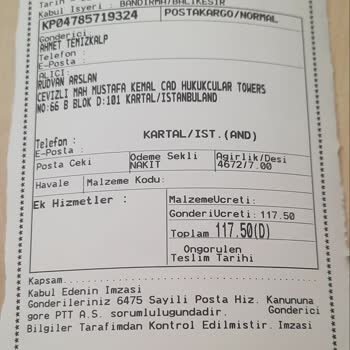 Kabul Isyeri : BANDIRMA/BALIKESIR
KP04785719324 POSTAKARGO/NORMAL
Gonderici
AHMET TEMIZKALP
Telefon :
E-Posta :
ALICI:
RUDVAN ARSLAN
CEVIZLI MAH MUSTAFA KEMAL CAD HUKUKCULAR TOWERS
NO:66 B BLOK D:101 KARTAL/ISTANBULAND
KARTAL/IST.(AND)
Telefon :
E-Posta :
Posta Ceki Odeme Sekli Agirlik/Desi
NAKIT 4672/7.00
Havale Malzeme Kodu:
Ek Hizmetler : MalzemeUcreti:
GonderiUcreti: 117.50
Toplam 117.50(D)
Ongorulen
Teslim Tarihi
Kapsam
Kabul Edenin Imzasi
Gonderileriniz 6475 Sayili Posta Hiz. Kanununa
gore PTT A.S. sorumlulugundadir. Gonderici
Bilgiler Tarafimdan Kontrol Edilmistir. Imzasi